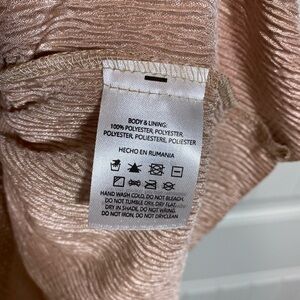 BODY & LINING:
100% POLYESTER, POLYESTER,
POLYESTER, POLIESTERE, POLIESTER
HECHO EN RUMANIA
HAND WASH COLD, DO NOT BLEACH,
DO NOT TUMBLE DRY, DRY FLAT,
DRY IN SHADE, DO NOT WRING.
DO NOT IRON, DO NOT DRYCLEAN